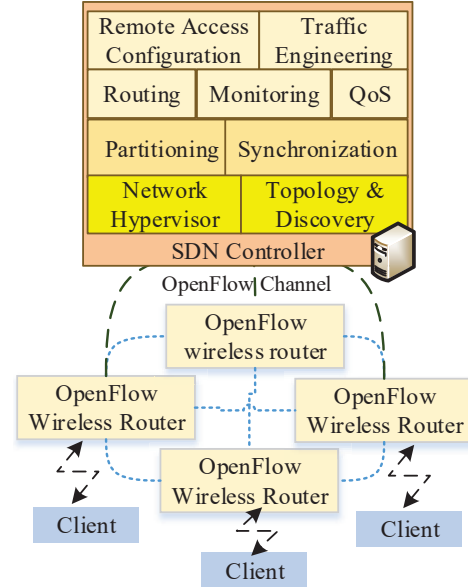 Remote Access
Configuration
Traffic
Engineering
Routing
Monitoring
QoS
Partitioning
Synchronization
Network
Hypervisor
Topology &
Discovery
SDN Controller
OpenFlow Channel
OpenFlow
wireless router
OpenFlow
Wireless Router
OpenFlow
Wireless Router
OpenFlow
Wireless Router
Client
Client
Client